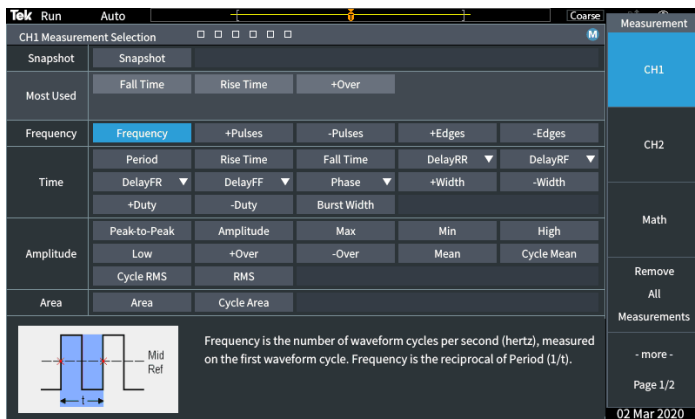 Tek Run Auto Coarse
CH1 Measurement Selection M
Snapshot Snapshot
Most Used Fall Time Rise Time +Over
Frequency Frequency +Pulses -Pulses +Edges -Edges
Time Period Rise Time Fall Time DelayRR DelayRF
DelayFR DelayFF Phase +Width -Width
+Duty -Duty Burst Width
Amplitude Peak-to-Peak Amplitude Max Min High
Low +Over -Over Mean Cycle Mean
Cycle RMS RMS
Area Area Cycle Area
Mid
Ref
t
Frequency is the number of waveform cycles per second (hertz), measured
on the first waveform cycle. Frequency is the reciprocal of Period (1/t).
Measurement
CH1
CH2
Math
Remove
All
Measurements
- more -
Page 1/2
02 Mar 2020